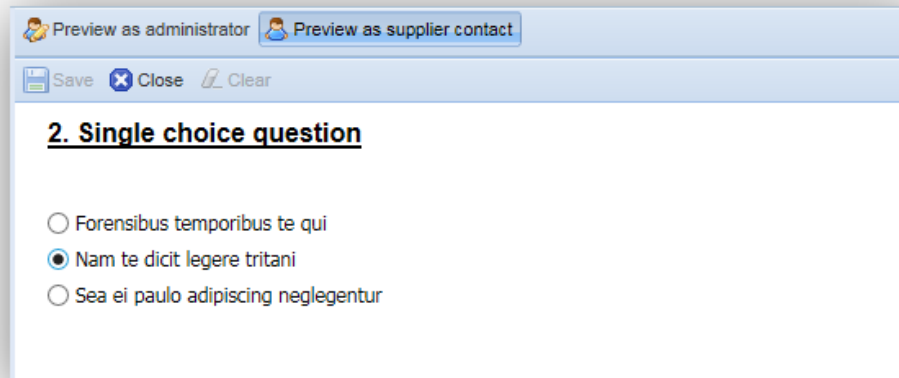 Preview as administrator Preview as supplier contact
Save Close Clear
2. Single choice question
Forensibus temporibus te qui
Nam te dicit legere tritani
Sea ei paulo adipiscing neglegentur